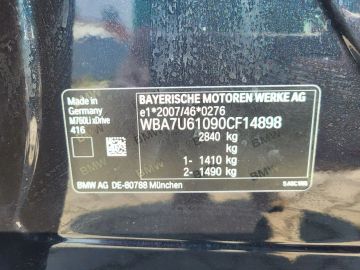 Made in Germany
M760Li xDrive
416
BAYERISCHE MOTOREN WERKE AG
e1*2007/46*0276
WBA7U61090CF14898
2840 kg
kg
1- 1410 kg
2- 1490 kg
BMW AG DE-80788 München